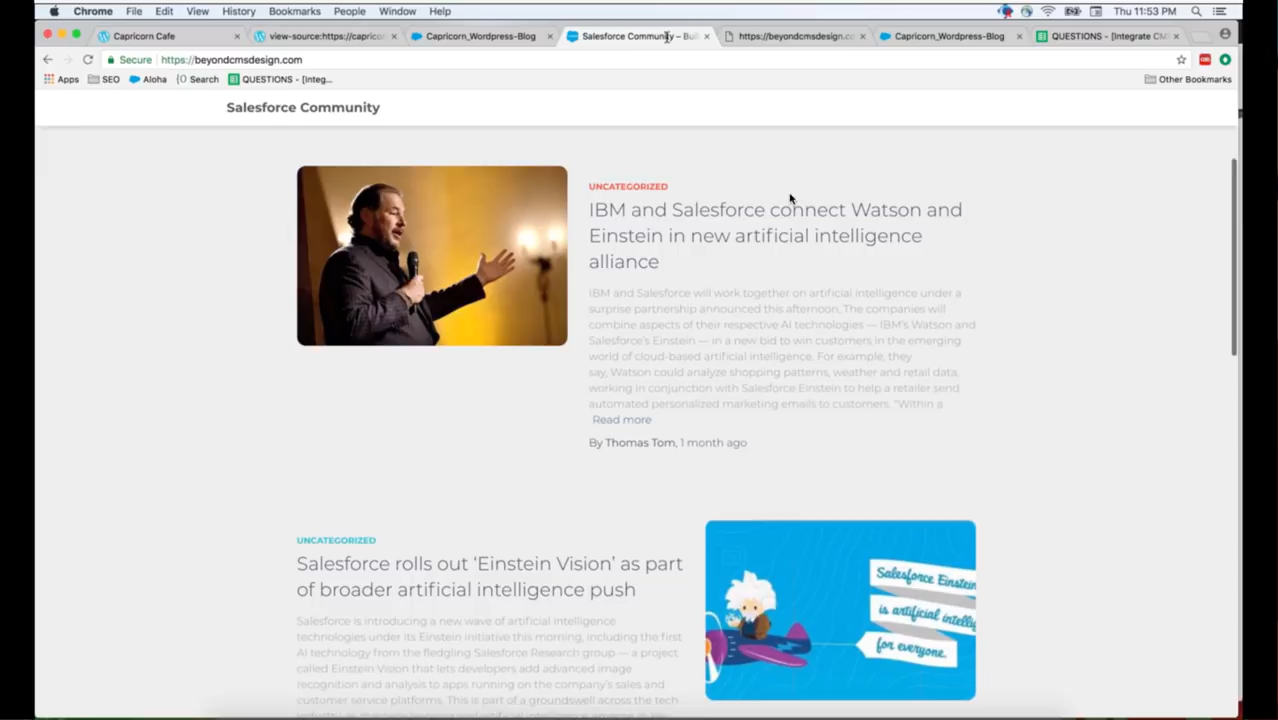 Chrome File Edit View History Bookmarks People Window Help Thu 11:53 PM
Capricorn Cafe view-source:https://caprico Capricorn_Wordpress-Blog Salesforce Community – Bui https://beyondcmsdesign.co Capricorn_Wordpress-Blog QUESTIONS - [Integrate CM
Secure https://beyondcmsdesign.com
Apps SEO Aloha Search QUESTIONS - [Integ... Other Bookmarks
Salesforce Community
UNCATEGORIZED
IBM and Salesforce connect Watson and
Einstein in new artificial intelligence
alliance
IBM and Salesforce will work together on artificial intelligence under a
surprise partnership announced this afternoon. The companies will
combine aspects of their respective AI technologies — IBM's Watson and
Salesforce's Einstein — in a new bid to win customers in the emerging
world of cloud-based artificial intelligence. For example, they
say, Watson could analyze shopping patterns, weather and retail data,
working in conjunction with Salesforce Einstein to help a retailer send
automated personalized marketing emails to customers. "Within a
Read more
By Thomas Tom, 1 month ago
UNCATEGORIZED
Salesforce rolls out 'Einstein Vision' as part
of broader artificial intelligence push
Salesforce is introducing a new wave of artificial intelligence
technologies under its Einstein initiative this morning, including the first
AI technology from the fledgling Salesforce Research group — a project
called Einstein Vision that lets developers add advanced image
recognition and analysis to apps running on the company's sales and
customer service platforms. This is part of a groundswell across the tech
Salesforce Einstein
is artificial intellig
for everyone.